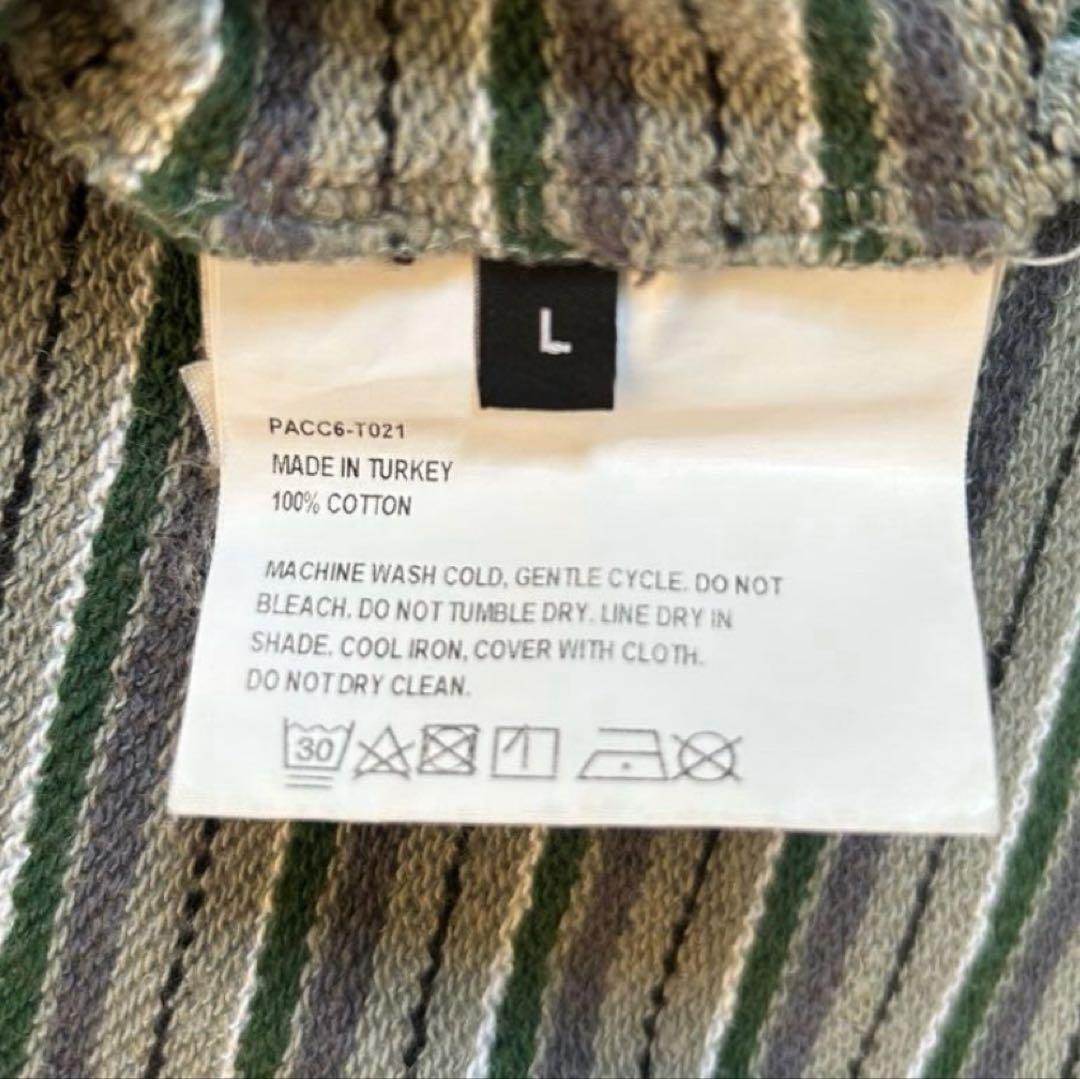 L
PACC6-T021
MADE IN TURKEY
100% COTTON
MACHINE WASH COLD, GENTLE CYCLE. DO NOT
BLEACH. DO NOT TUMBLE DRY. LINE DRY IN
SHADE. COOL IRON, COVER WITH CLOTH.
DO NOT DRY CLEAN.
30